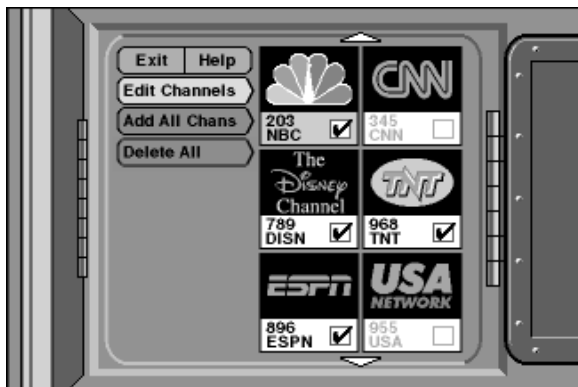 Exit Help
Edit Channels
Add All Chans
Delete All
203
NBC
CNN
345
CNN
The
Disney
Channel
789
DISN
TNT
968
TNT
ESPN
896
ESPN
USA
NETWORK
955
USA